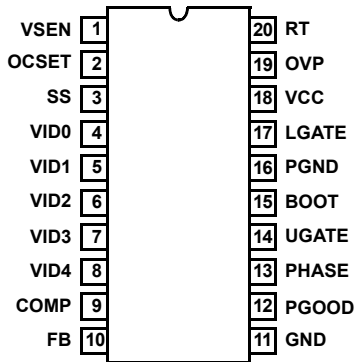 VSEN 1 20 RT
OCSET 2 19 OVP
SS 3 18 VCC
VID0 4 17 LGATE
VID1 5 16 PGND
VID2 6 15 BOOT
VID3 7 14 UGATE
VID4 8 13 PHASE
COMP 9 12 PGOOD
FB 10 11 GND